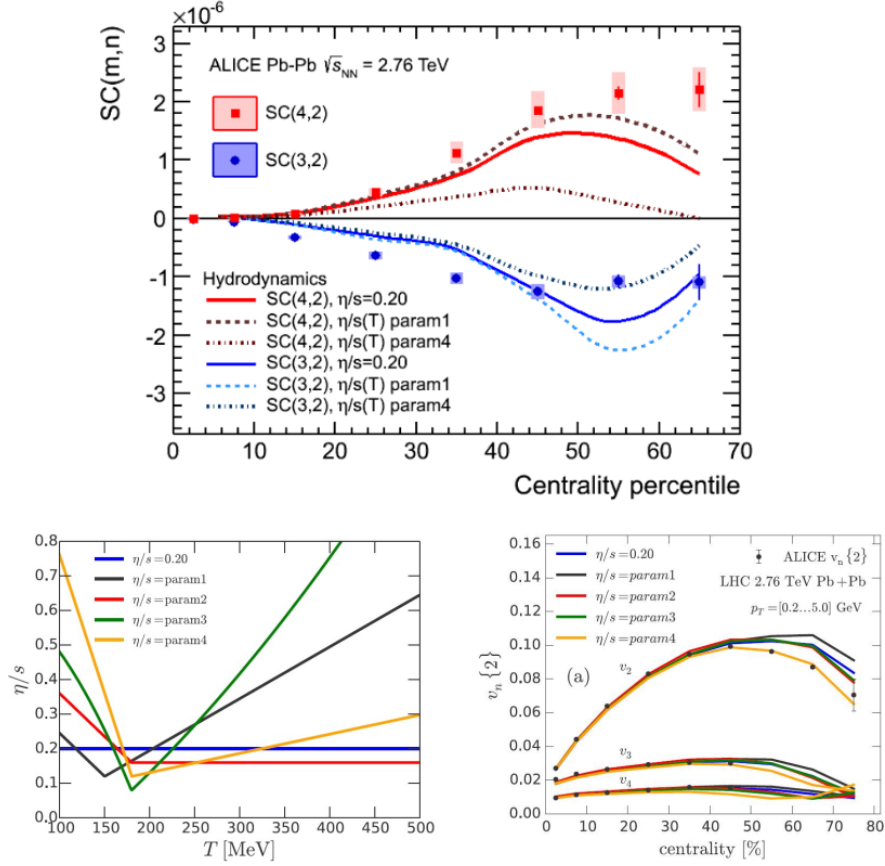 ×10⁻⁶
SC(m,n)
3
2
1
0
-1
-2
-3
ALICE Pb-Pb √s_NN = 2.76 TeV
SC(4,2)
SC(3,2)
Hydrodynamics
SC(4,2), η/s=0.20
SC(4,2), η/s(T) param1
SC(4,2), η/s(T) param4
SC(3,2), η/s=0.20
SC(3,2), η/s(T) param1
SC(3,2), η/s(T) param4
0 10 20 30 40 50 60 70
Centrality percentile
η/s
0.8
0.7
0.6
0.5
0.4
0.3
0.2
0.1
0.0
η/s=0.20
η/s=param1
η/s=param2
η/s=param3
η/s=param4
100 150 200 250 300 350 400 450 500
T [MeV]
v_n{2}
0.16
0.14
0.12
0.10
0.08
0.06
0.04
0.02
0.00
η/s=0.20
η/s=param1
η/s=param2
η/s=param3
η/s=param4
ALICE v_n{2}
LHC 2.76 TeV Pb+Pb
p_T=[0.2...5.0] GeV
(a)
v_2
v_3
v_4
0 10 20 30 40 50 60 70 80
centrality [%]